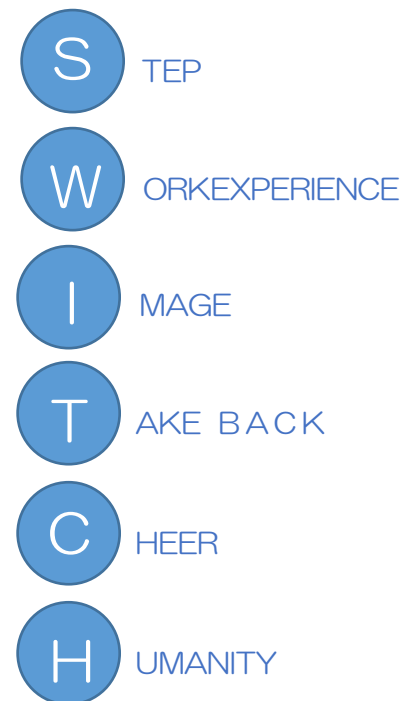 S TEP
W ORKEXPERIENCE
I MAGE
T AKE BACK
C HEER
H UMANITY